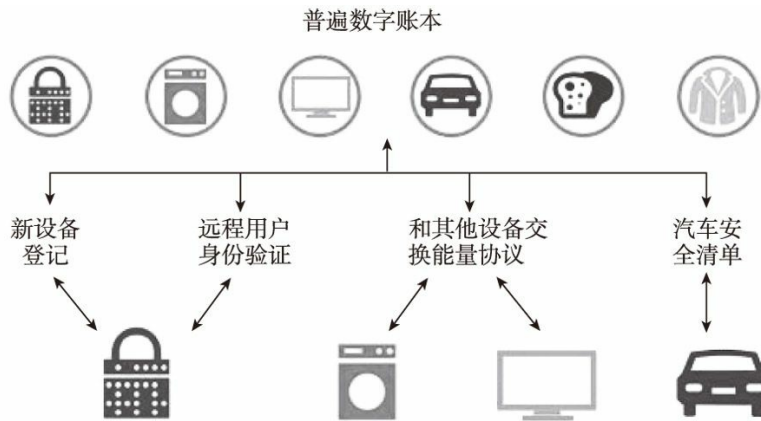 普遍数字账本
新设备
登记
远程用户
身份验证
和其他设备交
换能量协议
汽车安
全清单